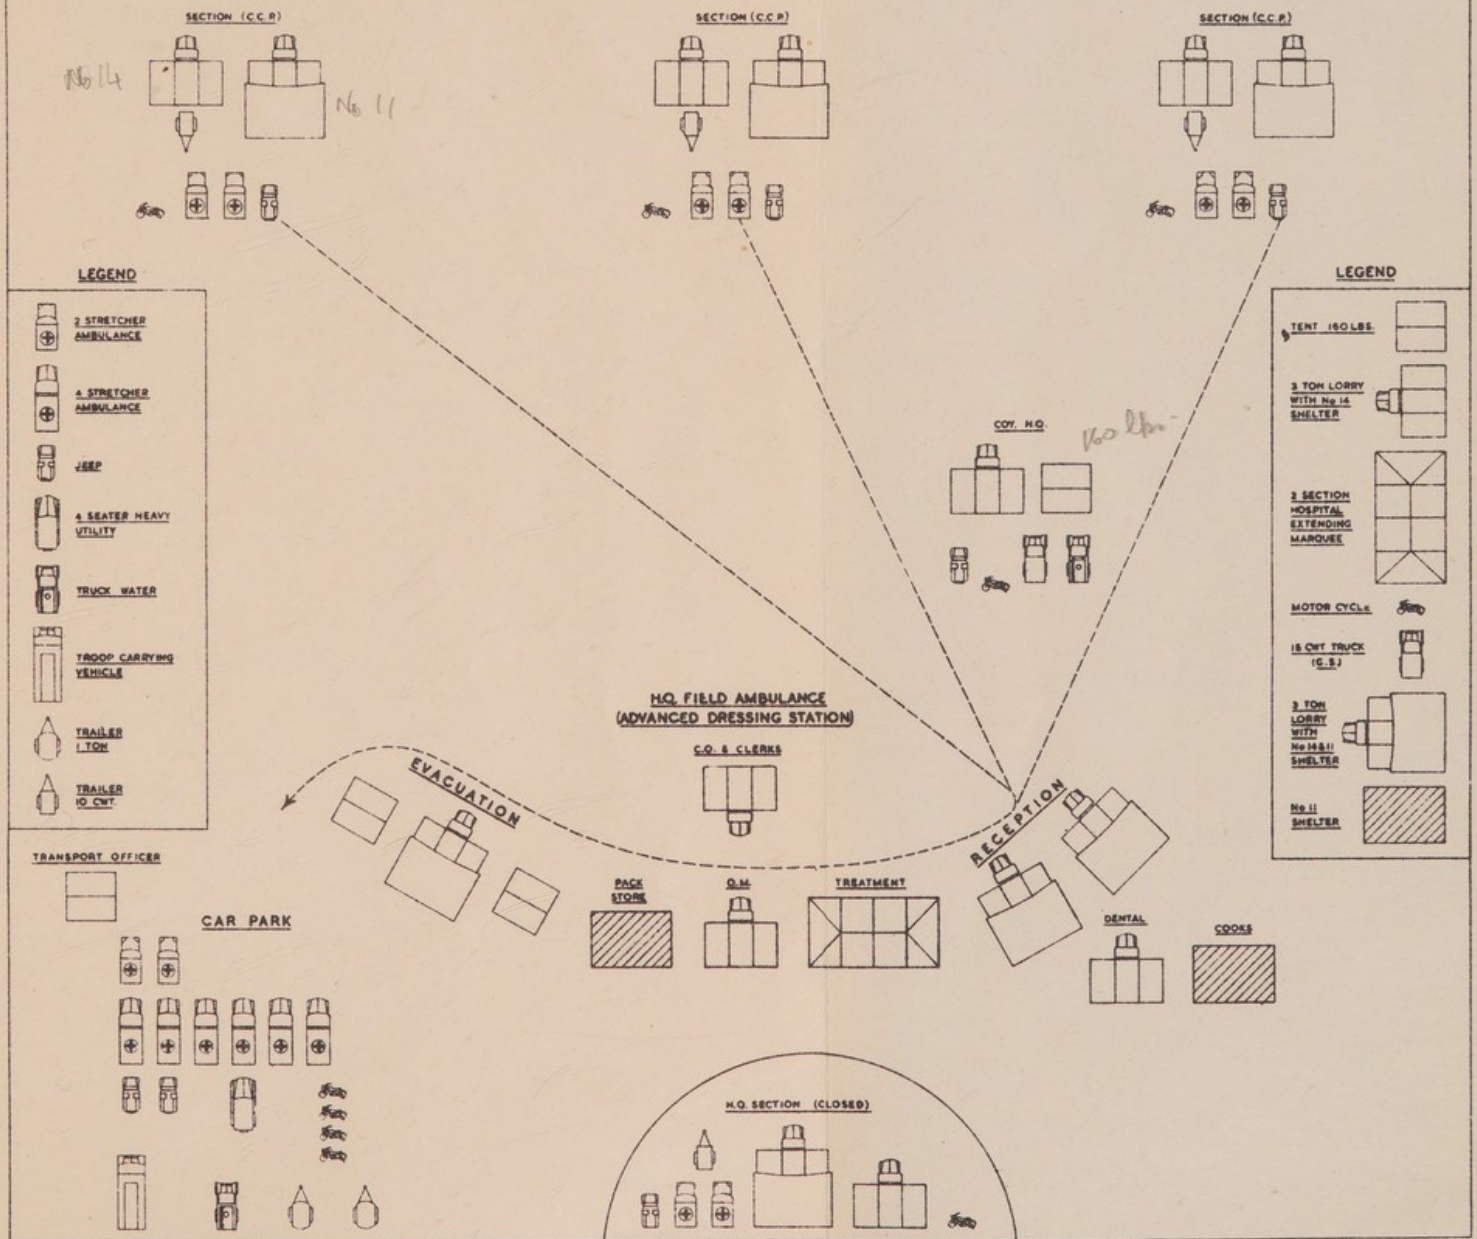 SECTION (C.C.P.)
SECTION (C.C.P)
SECTION (C.C.P.)
No 14
No 11
LEGEND
2 STRETCHER
AMBULANCE
4 STRETCHER
AMBULANCE
JEEP
4 SEATER HEAVY
UTILITY
TRUCK WATER
TROOP CARRYING
VEHICLE
TRAILER
1 TON
TRAILER
10 CWT.
LEGEND
TENT 160 LBS.
3 TON LORRY
WITH No 14
SHELTER
2 SECTION
HOSPITAL
EXTENDING
MARQUEE
MOTOR CYCLE
15 CWT TRUCK
(G.S.)
3 TON
LORRY
WITH
No 14 & 11
SHELTER
No 11
SHELTER
COY. H.Q.
160 lbs.
H.Q. FIELD AMBULANCE
(ADVANCED DRESSING STATION)
C.O. & CLERKS
EVACUATION
RECEPTION
TRANSPORT OFFICER
CAR PARK
PACK
STORE
Q.M.
TREATMENT
DENTAL
COOKS
H.Q. SECTION (CLOSED)